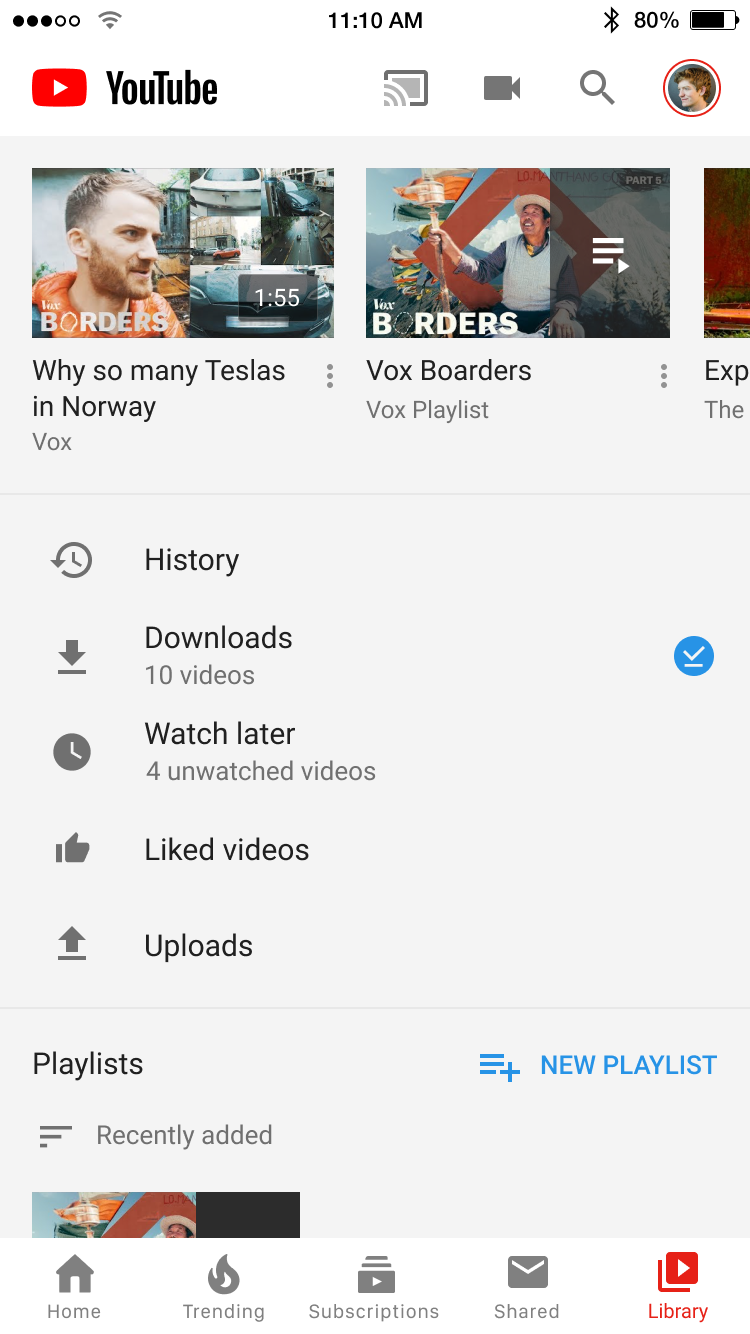 11:10 AM
80%
YouTube
Vox
BORDERS
1:55
PART 5
Vox
BORDERS
Why so many Teslas
in Norway
Vox
Vox Boarders
Vox Playlist
Exp
The
History
Downloads
10 videos
Watch later
4 unwatched videos
Liked videos
Uploads
Playlists
NEW PLAYLIST
Recently added
Home
Trending
Subscriptions
Shared
Library